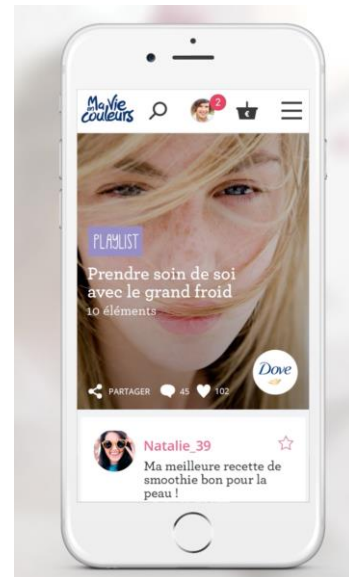 Ma Vie
en
couleurs
2
€
PLAYLIST
Prendre soin de soi
avec le grand froid
10 éléments
Dove
PARTAGER 45 102
Natalie_39
Ma meilleure recette de
smoothie bon pour la
peau !